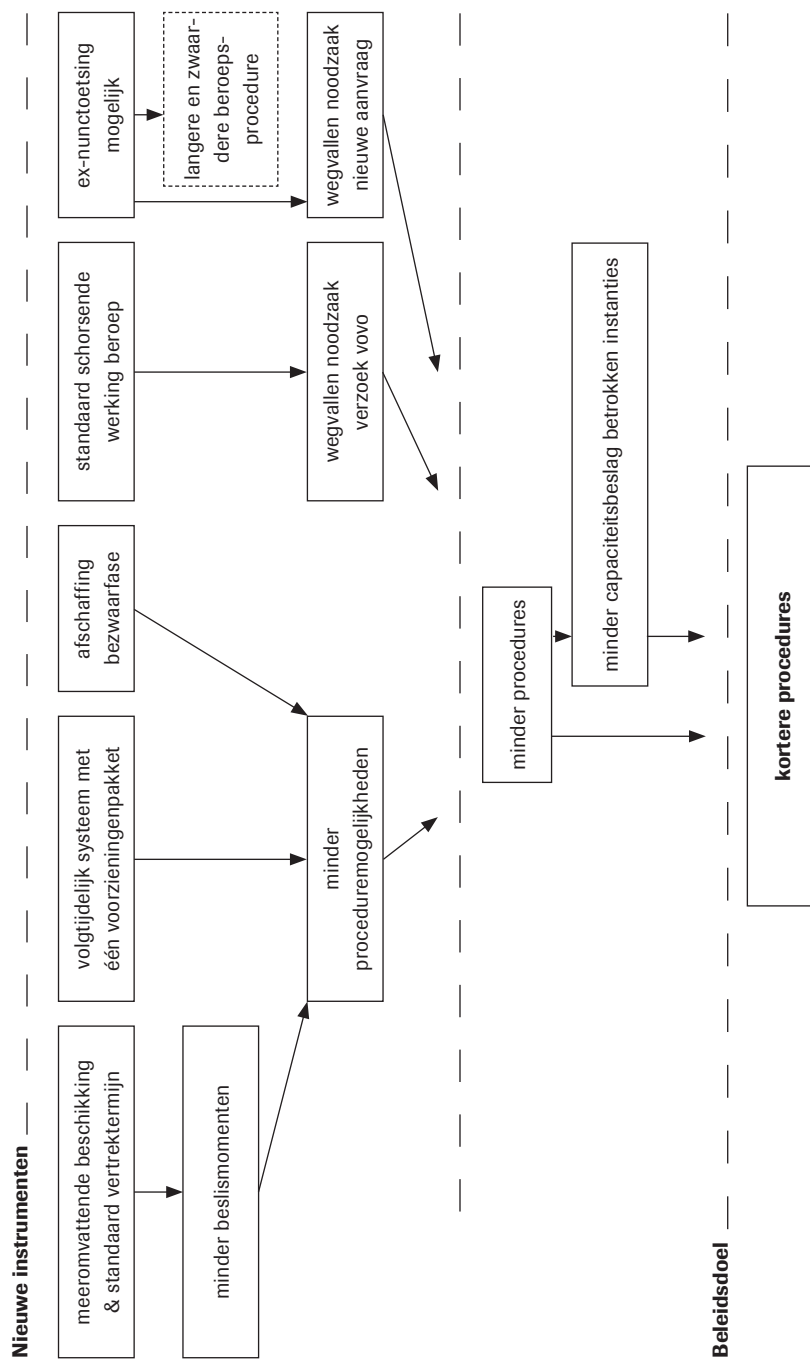 Nieuwe instrumenten
meeromvattende beschikking
& standaard vertrektermijn
volgtijdelijk systeem met
één voorzieningenpakket
afschaffing
bezwaarfase
standaard schorsende
werking beroep
ex-nunctoetsing
mogelijk
minder beslismomenten
langere en zwaar-
dere beroeps-
procedure
minder
proceduremogelijkheden
wegvallen noodzaak
verzoek vovo
wegvallen noodzaak
nieuwe aanvraag
minder procedures
minder capaciteitsbeslag betrokken instanties
Beleidsdoel
kortere procedures